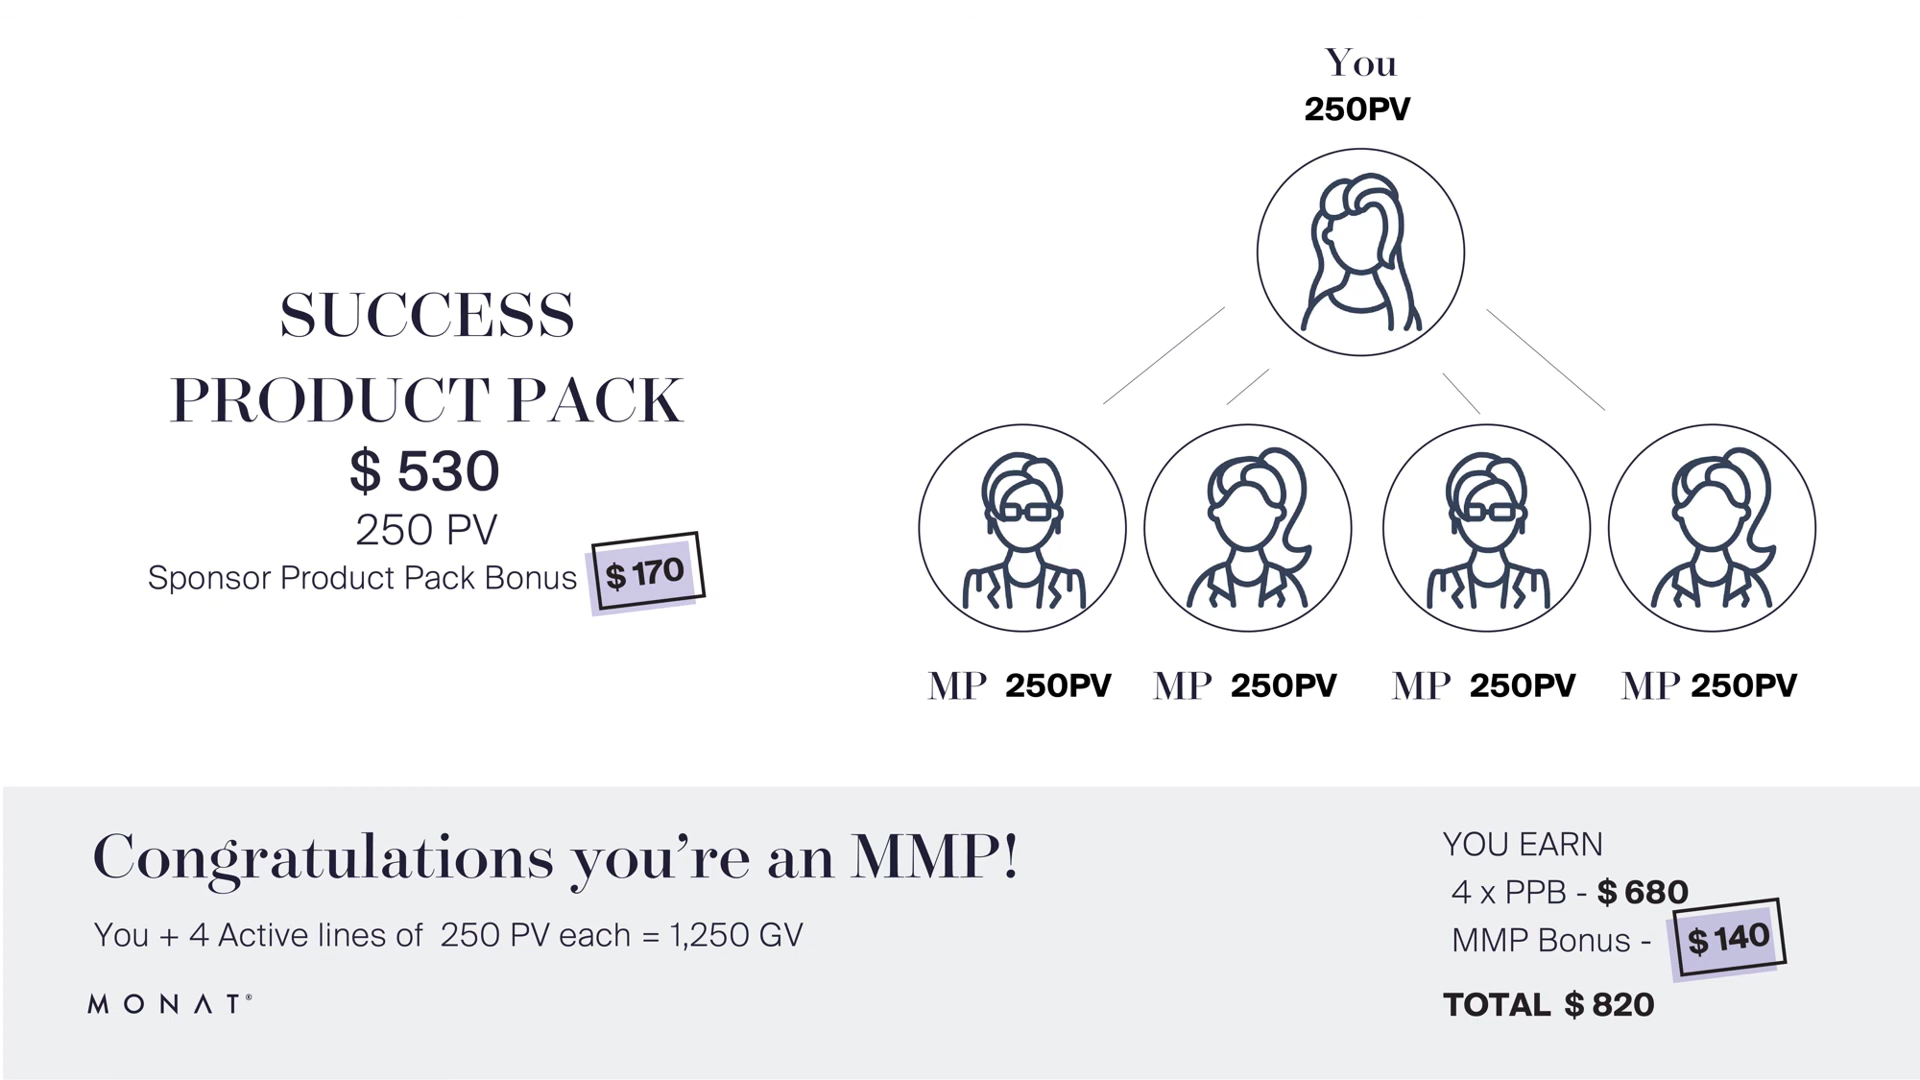 You
250PV
SUCCESS
PRODUCT PACK
$ 530
250 PV
Sponsor Product Pack Bonus $ 170
MP 250PV MP 250PV MP 250PV MP 250PV
Congratulations you're an MMP!
You + 4 Active lines of 250 PV each = 1,250 GV
MONAT®
YOU EARN
4 x PPB - $ 680
MMP Bonus - $ 140
TOTAL $ 820